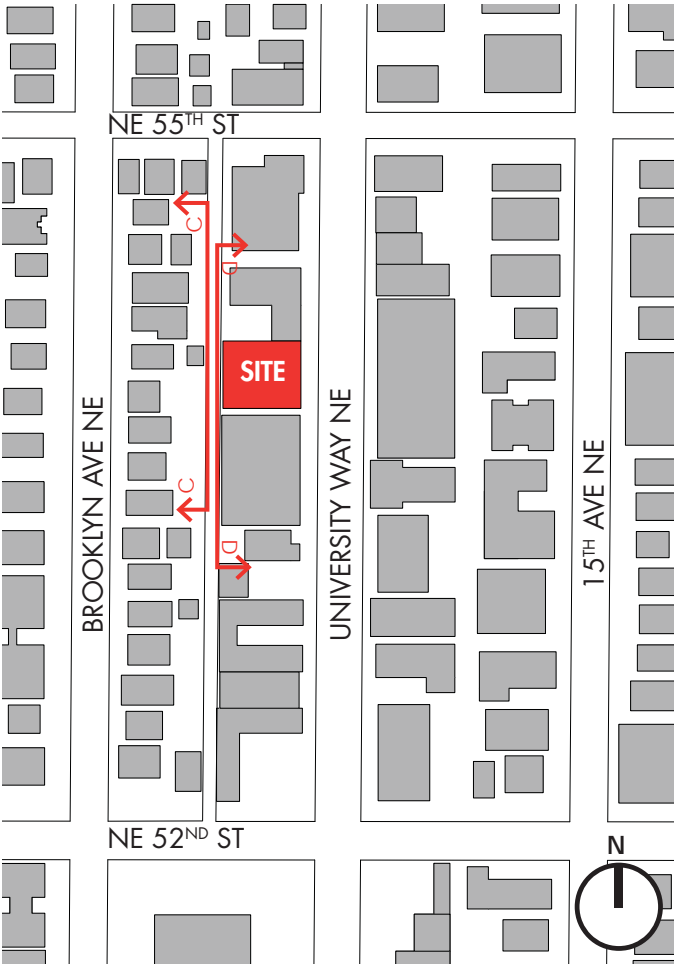 NE 55TH ST
C
D
SITE
BROOKLYN AVE NE
UNIVERSITY WAY NE
15TH AVE NE
C
D
NE 52ND ST
N